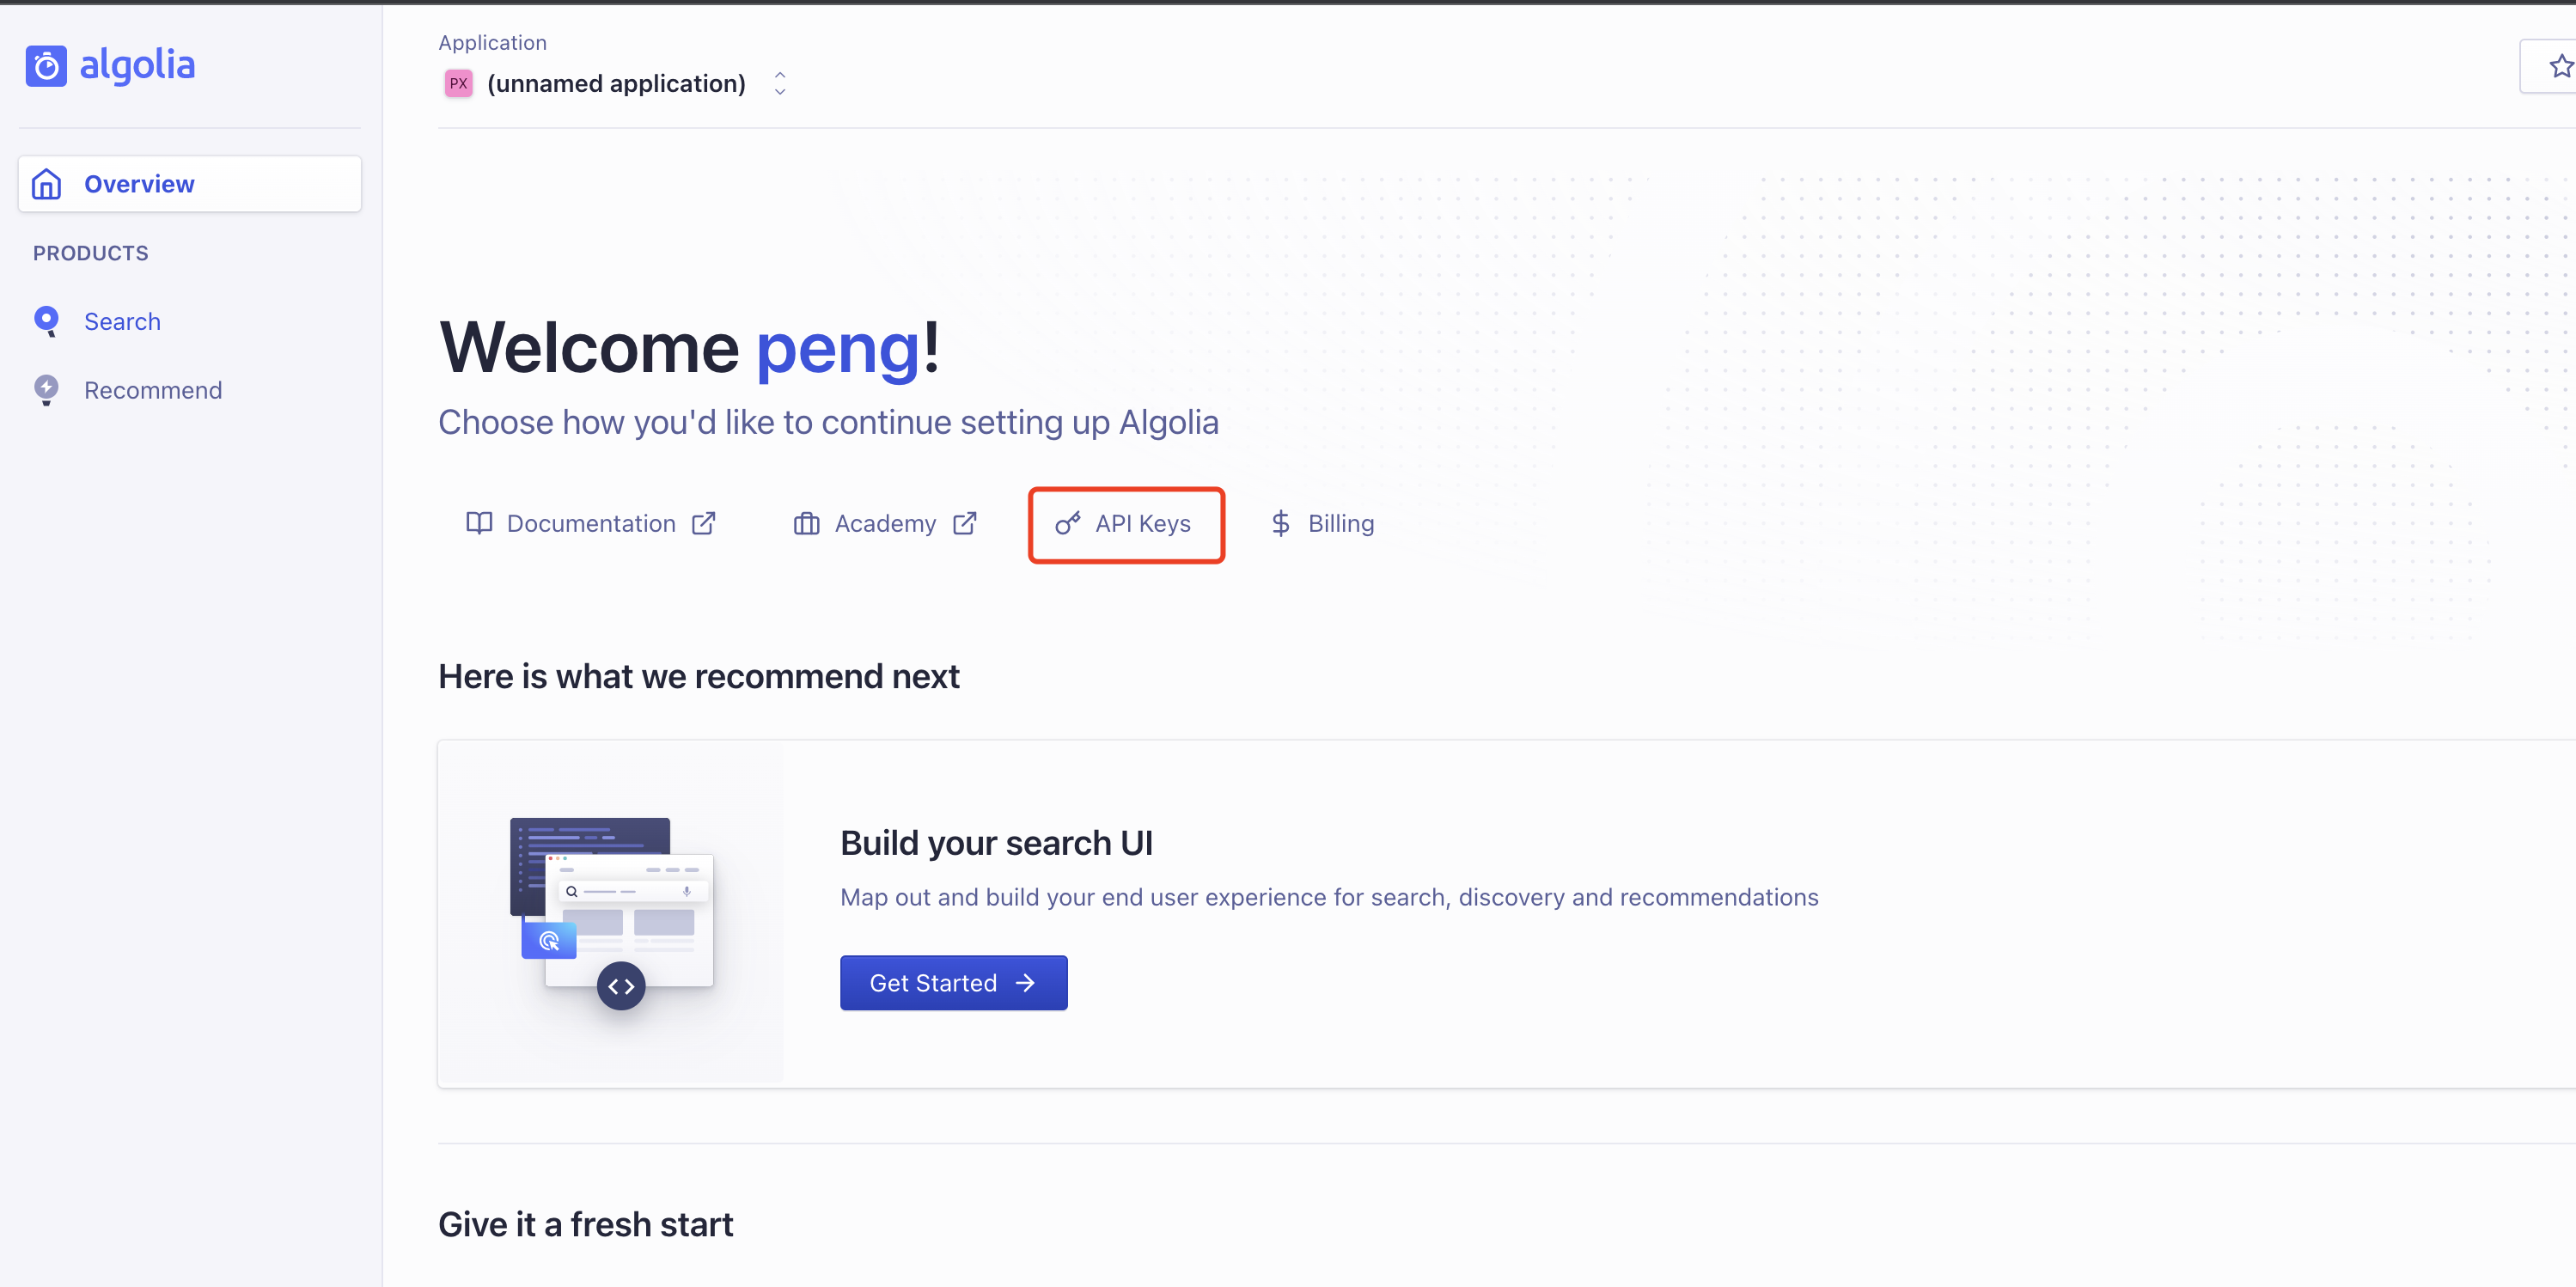 algolia
Application
PX (unnamed application)
Overview
PRODUCTS
Search
Recommend
Welcome peng!
Choose how you'd like to continue setting up Algolia
Documentation Academy API Keys Billing
Here is what we recommend next
Build your search UI
Map out and build your end user experience for search, discovery and recommendations
Get Started
Give it a fresh start